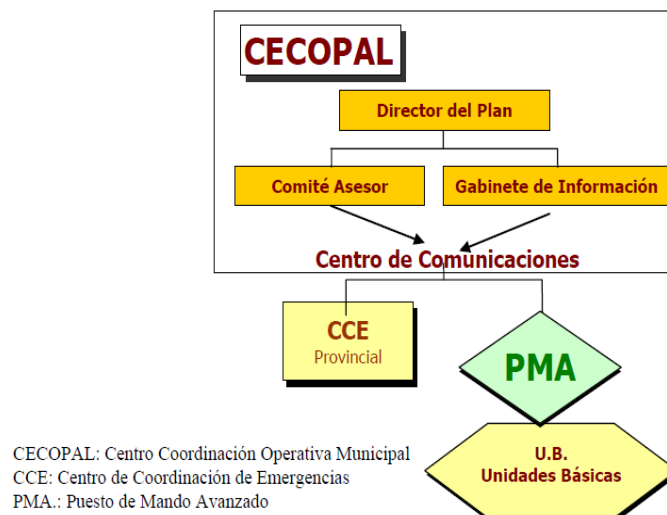 CECOPAL
Director del Plan
Comité Asesor
Gabinete de Información
Centro de Comunicaciones
CCE
Provincial
PMA
U.B.
Unidades Básicas
CECOPAL: Centro Coordinación Operativa Municipal
CCE: Centro de Coordinación de Emergencias
PMA.: Puesto de Mando Avanzado